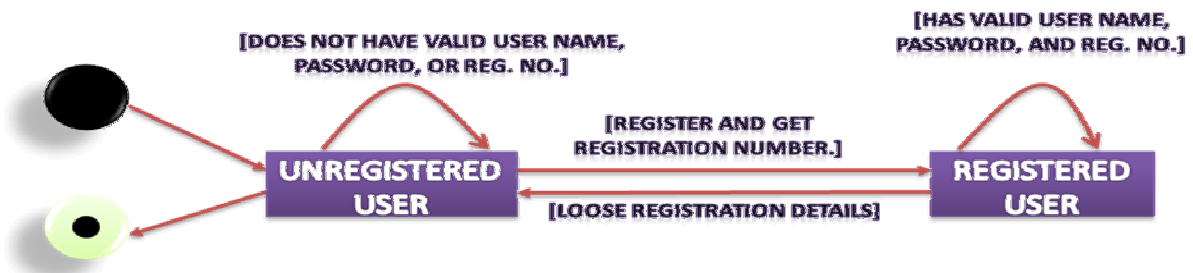 [DOES NOT HAVE VALID USER NAME,
PASSWORD, OR REG. NO.]
[HAS VALID USER NAME,
PASSWORD, AND REG. NO.]
[REGISTER AND GET
REGISTRATION NUMBER.]
UNREGISTERED
USER
REGISTERED
USER
[LOOSE REGISTRATION DETAILS]